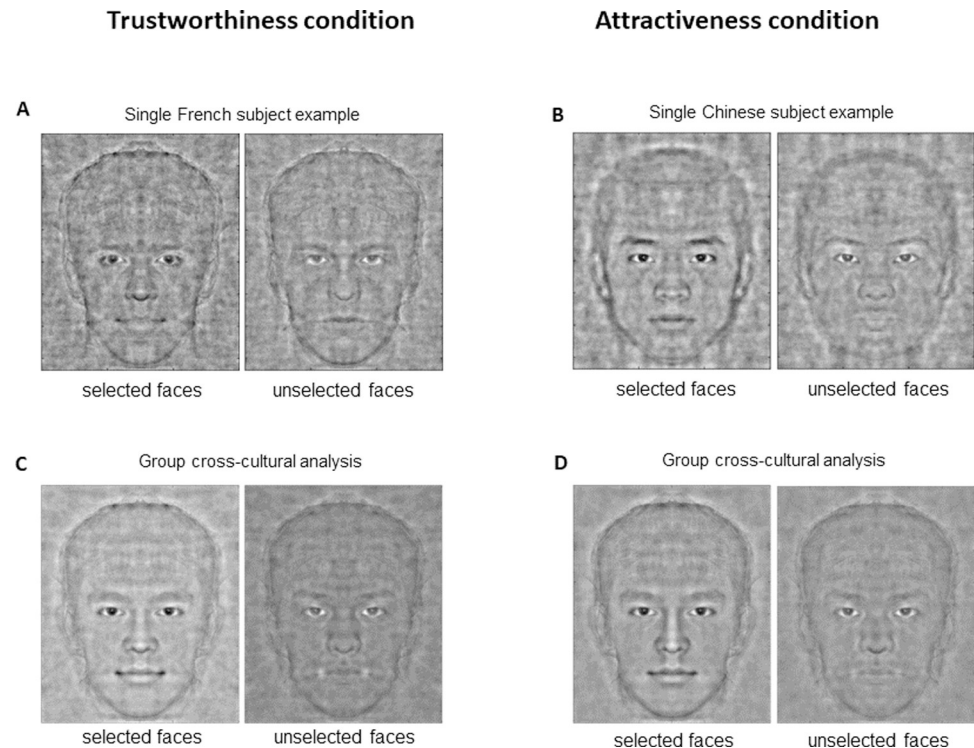 Trustworthiness condition
Attractiveness condition
A
Single French subject example
B
Single Chinese subject example
selected faces
unselected faces
selected faces
unselected faces
C
Group cross-cultural analysis
D
Group cross-cultural analysis
selected faces
unselected faces
selected faces
unselected faces